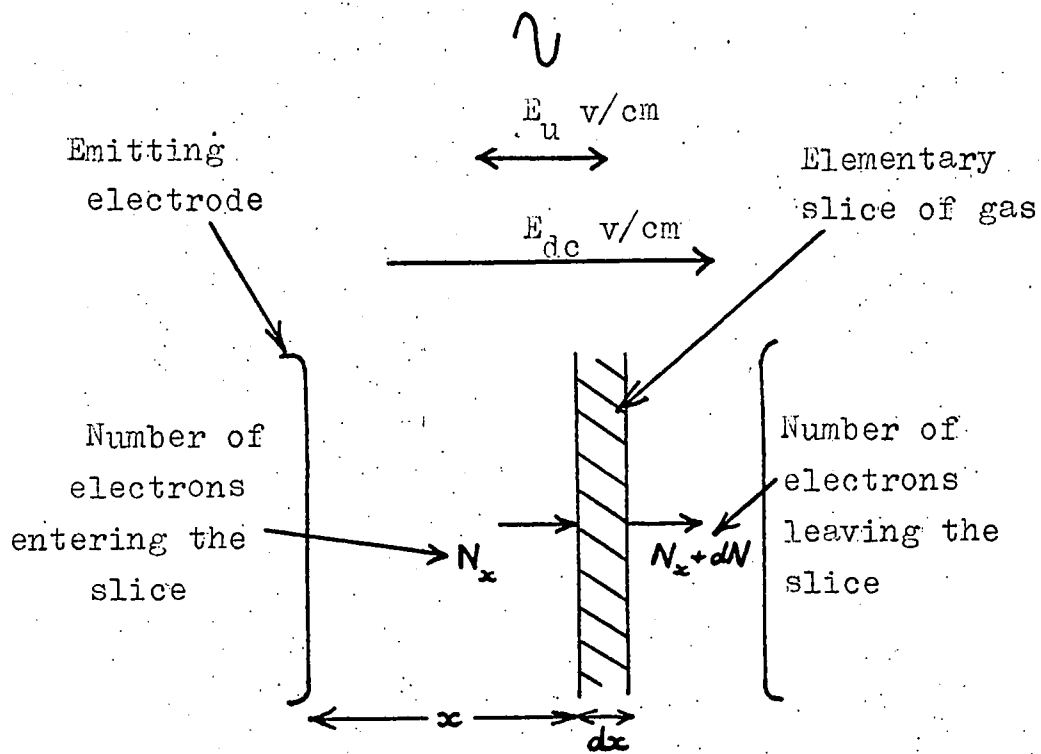 E_u v/cm
Emitting
electrode
Elementary
slice of gas
E_dc v/cm
Number of
electrons
entering the
slice
N_x
N_x + dN
Number of
electrons
leaving the
slice
x
dx